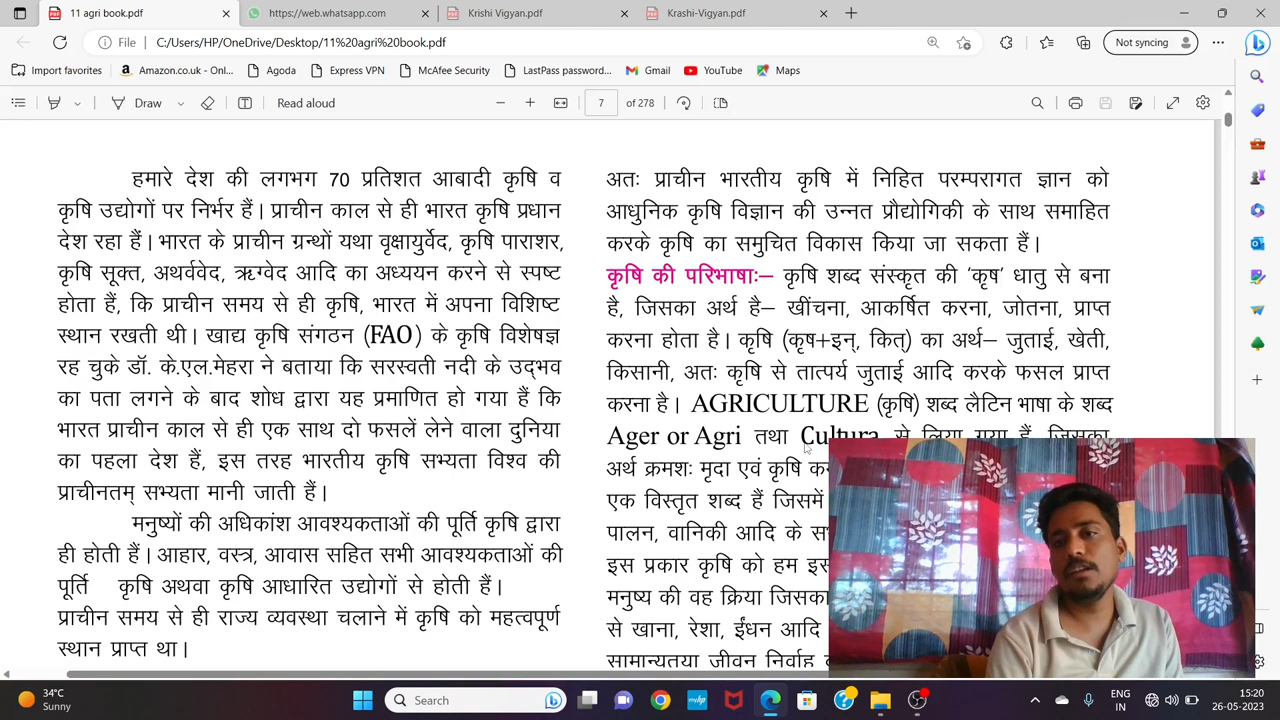 11 agri book.pdf
https://web.whatsapp.com
Krishi Vigyan.pdf
Krashi-Vigyan.pdf
File
C:/Users/HP/OneDrive/Desktop/11%20agri%20book.pdf
Not syncing
Import favorites
Amazon.co.uk - Onl...
Agoda
Express VPN
McAfee Security
LastPass password...
Gmail
YouTube
Maps
Draw
Read aloud
7 of 278
हमारे देश की लगभग 70 प्रतिशत आबादी कृषि व
कृषि उद्योगों पर निर्भर हैं। प्राचीन काल से ही भारत कृषि प्रधान
देश रहा हैं। भारत के प्राचीन ग्रन्थों यथा वृक्षायुर्वेद, कृषि पाराशर,
कृषि सूक्त, अथर्ववेद, ऋग्वेद आदि का अध्ययन करने से स्पष्ट
होता हैं, कि प्राचीन समय से ही कृषि, भारत में अपना विशिष्ट
स्थान रखती थी। खाद्य कृषि संगठन (FAO) के कृषि विशेषज्ञ
रह चुके डॉ. के.एल.मेहरा ने बताया कि सरस्वती नदी के उद्भव
का पता लगने के बाद शोध द्वारा यह प्रमाणित हो गया हैं कि
भारत प्राचीन काल से ही एक साथ दो फसलें लेने वाला दुनिया
का पहला देश हैं, इस तरह भारतीय कृषि सभ्यता विश्व की
प्राचीनतम् सभ्यता मानी जाती हैं।
मनुष्यों की अधिकांश आवश्यकताओं की पूर्ति कृषि द्वारा
ही होती हैं। आहार, वस्त्र, आवास सहित सभी आवश्यकताओं की
पूर्ति कृषि अथवा कृषि आधारित उद्योगों से होती हैं।
प्राचीन समय से ही राज्य व्यवस्था चलाने में कृषि को महत्वपूर्ण
स्थान प्राप्त था।
अतः प्राचीन भारतीय कृषि में निहित परम्परागत ज्ञान को
आधुनिक कृषि विज्ञान की उन्नत प्रौद्योगिकी के साथ समाहित
करके कृषि का समुचित विकास किया जा सकता हैं।
कृषि की परिभाषाः– कृषि शब्द संस्कृत की 'कृष' धातु से बना
है, जिसका अर्थ है– खींचना, आकर्षित करना, जोतना, प्राप्त
करना होता है। कृषि (कृष+इन्, कित्) का अर्थ– जुताई, खेती,
किसानी, अतः कृषि से तात्पर्य जुताई आदि करके फसल प्राप्त
करना है। AGRICULTURE (कृषि) शब्द लैटिन भाषा के शब्द
Ager or Agri तथा Cultura से लिया गया हैं, जिसका
अर्थ क्रमशः मृदा एवं कृषि
एक विस्तृत शब्द हैं जिसमें
पालन, वानिकी आदि के
इस प्रकार कृषि को हम
मनुष्य की वह क्रिया जिसका
से खाना, रेशा, ईंधन आदि
सामान्यतया जीवन निर्वाह
34°C
Sunny
Search
ENG
IN
15:20
26-05-2023